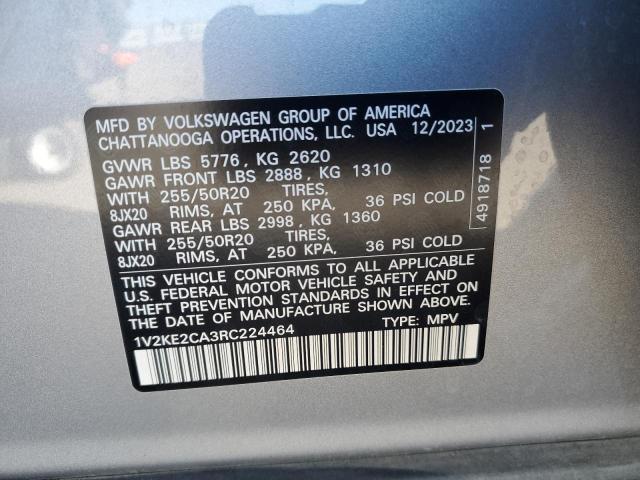 MFD BY VOLKSWAGEN GROUP OF AMERICA
CHATTANOOGA OPERATIONS, LLC. USA 12/2023
GVWR LBS 5776, KG 2620
GAWR FRONT LBS 2888, KG 1310
WITH 255/50R20 TIRES,
8JX20 RIMS, AT 250 KPA, 36 PSI COLD
GAWR REAR LBS 2998, KG 1360
WITH 255/50R20 TIRES,
8JX20 RIMS, AT 250 KPA, 36 PSI COLD
THIS VEHICLE CONFORMS TO ALL APPLICABLE
U.S. FEDERAL MOTOR VEHICLE SAFETY AND
THEFT PREVENTION STANDARDS IN EFFECT ON
THE DATE OF MANUFACTURE SHOWN ABOVE.
1V2KE2CA3RC224464 TYPE: MPV
4918718 1